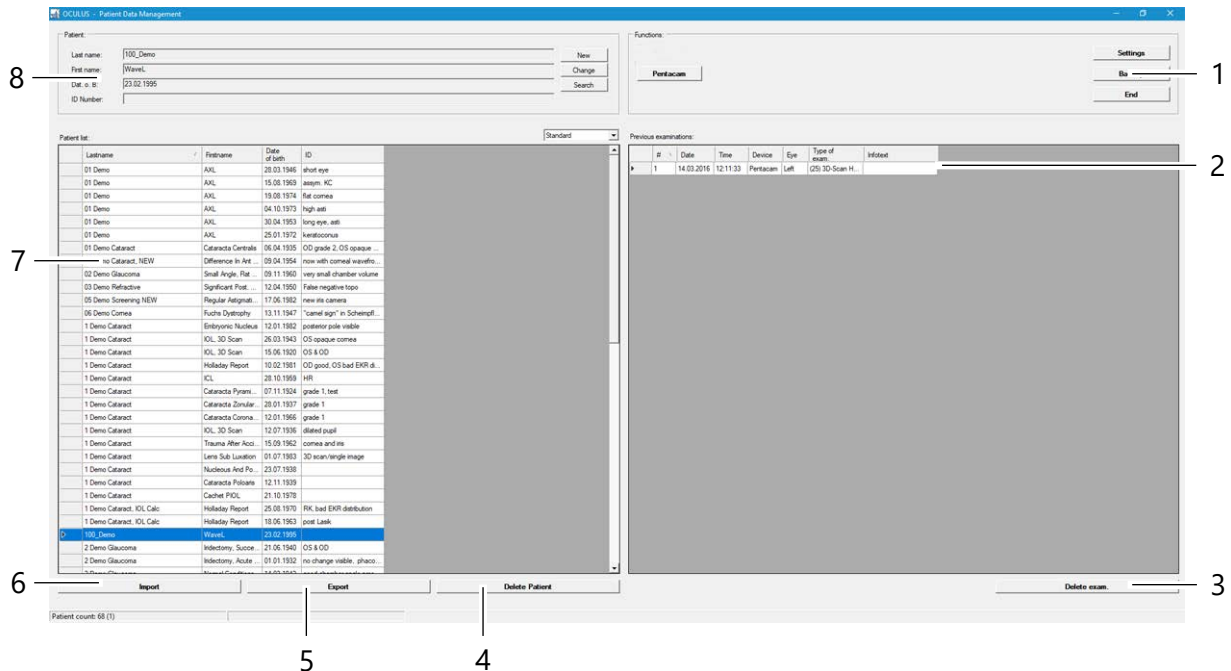 OCULUS - Patient Data Management
Patient:
Last name: 100_Demo New
First name: WaveL Change
Dat. o. B: 23.02.1995 Search
ID Number:
Functions:
Settings
Pentacam
Ba
End
1
8
Patient list: Standard
Lastname Firstname Date of birth ID
01 Demo AXL 28.03.1946 short eye
01 Demo AXL 15.08.1969 assym. KC
01 Demo AXL 19.08.1974 flat cornea
01 Demo AXL 04.10.1973 high asti
01 Demo AXL 30.04.1953 long eye, asti
01 Demo AXL 25.01.1972 keratoconus
01 Demo Cataract Cataracta Centralis 06.04.1935 OD grade 2, OS opaque ...
no Cataract, NEW Difference In Ant ... 09.04.1954 now with corneal wavefro...
02 Demo Glaucoma Small Angle, Flat ... 09.11.1960 very small chamber volume
03 Demo Refractive Significant Post. ... 12.04.1950 False negative topo
05 Demo Screening NEW Regular Astigmati... 17.06.1982 new iris camera
06 Demo Cornea Fuchs Dystrophy 13.11.1947 "camel sign" in Scheimpfl...
1 Demo Cataract Embryonic Nucleus 12.01.1982 posterior pole visible
1 Demo Cataract IOL, 3D Scan 26.03.1943 OS opaque cornea
1 Demo Cataract IOL, 3D Scan 15.06.1920 OS & OD
1 Demo Cataract Holladay Report 10.02.1981 OD good, OS bad EKR di...
1 Demo Cataract ICL 28.10.1959 HR
1 Demo Cataract Cataracta Pyrami... 07.11.1924 grade 1, test
1 Demo Cataract Cataracta Zonular... 28.01.1937 grade 1
1 Demo Cataract Cataracta Corona... 12.01.1966 grade 1
1 Demo Cataract IOL, 3D Scan 12.07.1936 dilated pupil
1 Demo Cataract Trauma After Acci... 15.09.1962 cornea and iris
1 Demo Cataract Lens Sub Luxation 01.07.1983 3D scan/single image
1 Demo Cataract Nucleous And Po... 23.07.1938
1 Demo Cataract Cataracta Poloaris 12.11.1939
1 Demo Cataract Cachet PIOL 21.10.1978
1 Demo Cataract, IOL Calc Holladay Report 25.08.1970 RK, bad EKR distribution
1 Demo Cataract, IOL Calc Holladay Report 18.06.1963 post Lasik
100_Demo WaveL 23.02.1995
2 Demo Glaucoma Iridectomy, Succe... 21.06.1940 OS & OD
2 Demo Glaucoma Iridectomy, Acute ... 01.01.1932 no change visible, phaco...
7
Previous examinations:
# Date Time Device Eye Type of exam. Infotext
1 14.03.2016 12:11:33 Pentacam Left (25) 3D-Scan H...
2
6 Import Export Delete Patient
Delete exam. 3
Patient count: 68 (1)
5
4